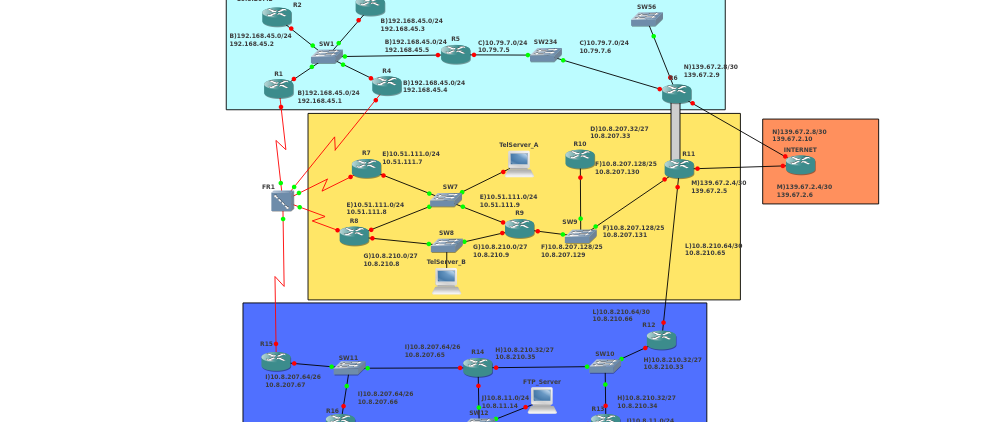 R2
B)192.168.45.0/24
192.168.45.3
B)192.168.45.0/24
192.168.45.2
SW1
B)192.168.45.0/24
192.168.45.5
R5
C)10.79.7.0/24
10.79.7.5
SW234
C)10.79.7.0/24
10.79.7.6
SW56
N)139.67.2.8/30
139.67.2.9
R6
R1
B)192.168.45.0/24
192.168.45.1
R4
B)192.168.45.0/24
192.168.45.4
N)139.67.2.8/30
139.67.2.10
INTERNET
M)139.67.2.4/30
139.67.2.6
D)10.8.207.32/27
10.8.207.33
R10
F)10.8.207.128/25
10.8.207.130
TelServer_A
R7
E)10.51.111.0/24
10.51.111.7
R11
M)139.67.2.4/30
139.67.2.5
FR1
SW7
E)10.51.111.0/24
10.51.111.9
E)10.51.111.0/24
10.51.111.8
R8
R9
SW9
F)10.8.207.128/25
10.8.207.131
SW8
G)10.8.210.0/27
10.8.210.9
F)10.8.207.128/25
10.8.207.129
G)10.8.210.0/27
10.8.210.8
TelServer_B
L)10.8.210.64/30
10.8.210.65
L)10.8.210.64/30
10.8.210.66
R12
R15
SW11
I)10.8.207.64/26
10.8.207.65
R14
H)10.8.210.32/27
10.8.210.35
SW10
H)10.8.210.32/27
10.8.210.33
I)10.8.207.64/26
10.8.207.67
I)10.8.207.64/26
10.8.207.66
R16
FTP_Server
J)10.8.11.0/24
10.8.11.14
SW12
H)10.8.210.32/27
10.8.210.34
R13